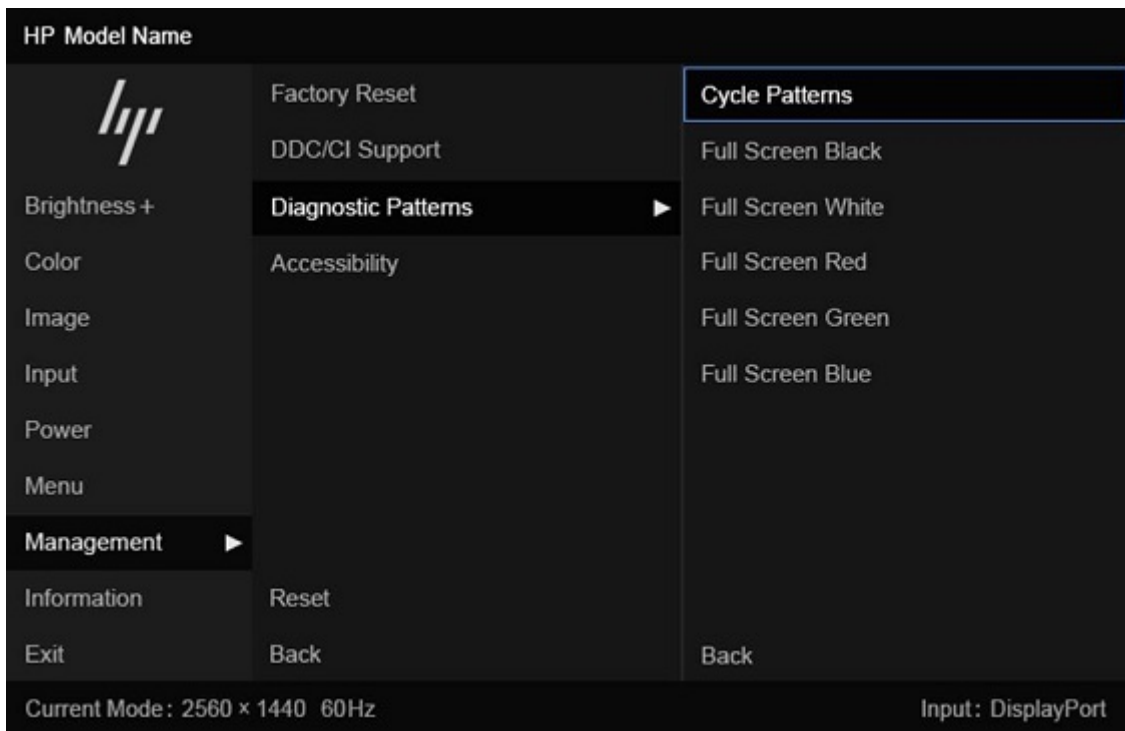 HP Model Name
hp
Brightness +
Color
Image
Input
Power
Menu
Management ▶
Information
Exit
Factory Reset
DDC/CI Support
Diagnostic Patterns ▶
Accessibility
Reset
Back
Cycle Patterns
Full Screen Black
Full Screen White
Full Screen Red
Full Screen Green
Full Screen Blue
Back
Current Mode: 2560 × 1440 60Hz
Input: DisplayPort